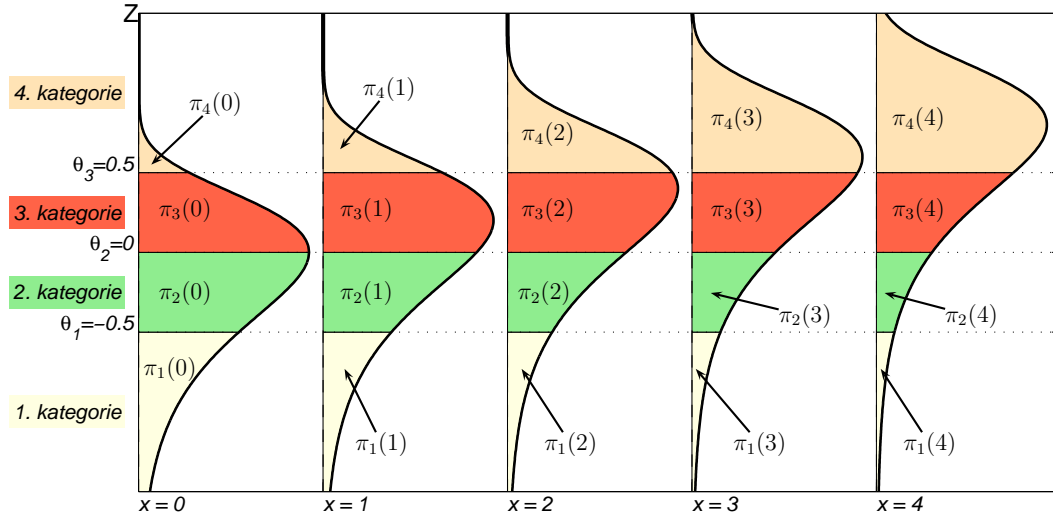 Z
4. kategorie
θ₃=0.5
3. kategorie
θ₂=0
2. kategorie
θ₁=−0.5
1. kategorie
π₄(0)
π₃(0)
π₂(0)
π₁(0)
x = 0
π₄(1)
π₃(1)
π₂(1)
π₁(1)
x = 1
π₄(2)
π₃(2)
π₂(2)
π₁(2)
x = 2
π₄(3)
π₃(3)
π₂(3)
π₁(3)
x = 3
π₄(4)
π₃(4)
π₂(4)
π₁(4)
x = 4